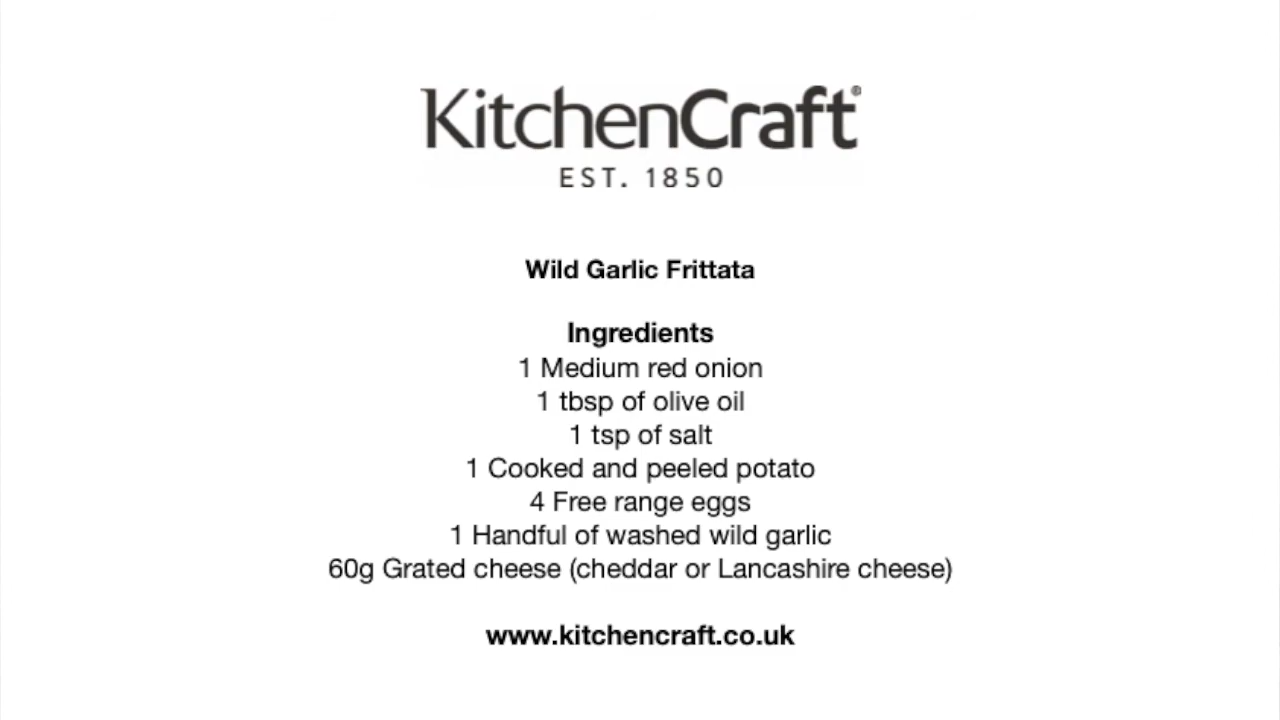 KitchenCraft®
EST. 1850
Wild Garlic Frittata
Ingredients
1 Medium red onion
1 tbsp of olive oil
1 tsp of salt
1 Cooked and peeled potato
4 Free range eggs
1 Handful of washed wild garlic
60g Grated cheese (cheddar or Lancashire cheese)
www.kitchencraft.co.uk